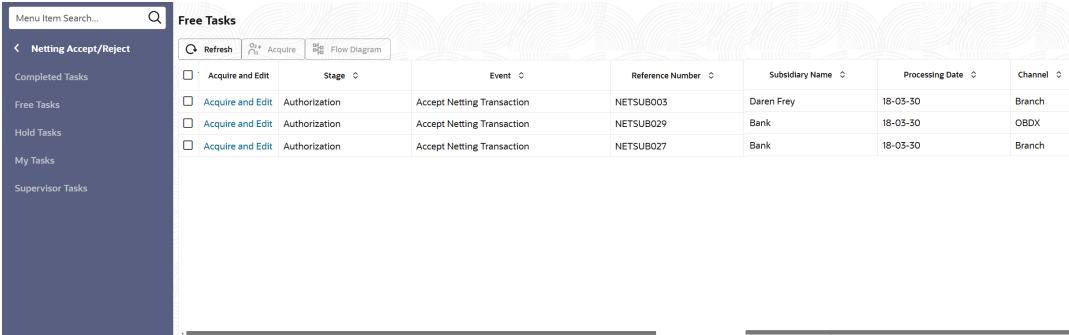 Menu Item Search...
Free Tasks
Netting Accept/Reject
Refresh Acquire Flow Diagram
Completed Tasks
Free Tasks
Hold Tasks
My Tasks
Supervisor Tasks
Acquire and Edit Stage Event Reference Number Subsidiary Name Processing Date Channel
Acquire and Edit Authorization Accept Netting Transaction NETSUB003 Daren Frey 18-03-30 Branch
Acquire and Edit Authorization Accept Netting Transaction NETSUB029 Bank 18-03-30 OBDX
Acquire and Edit Authorization Accept Netting Transaction NETSUB027 Bank 18-03-30 Branch